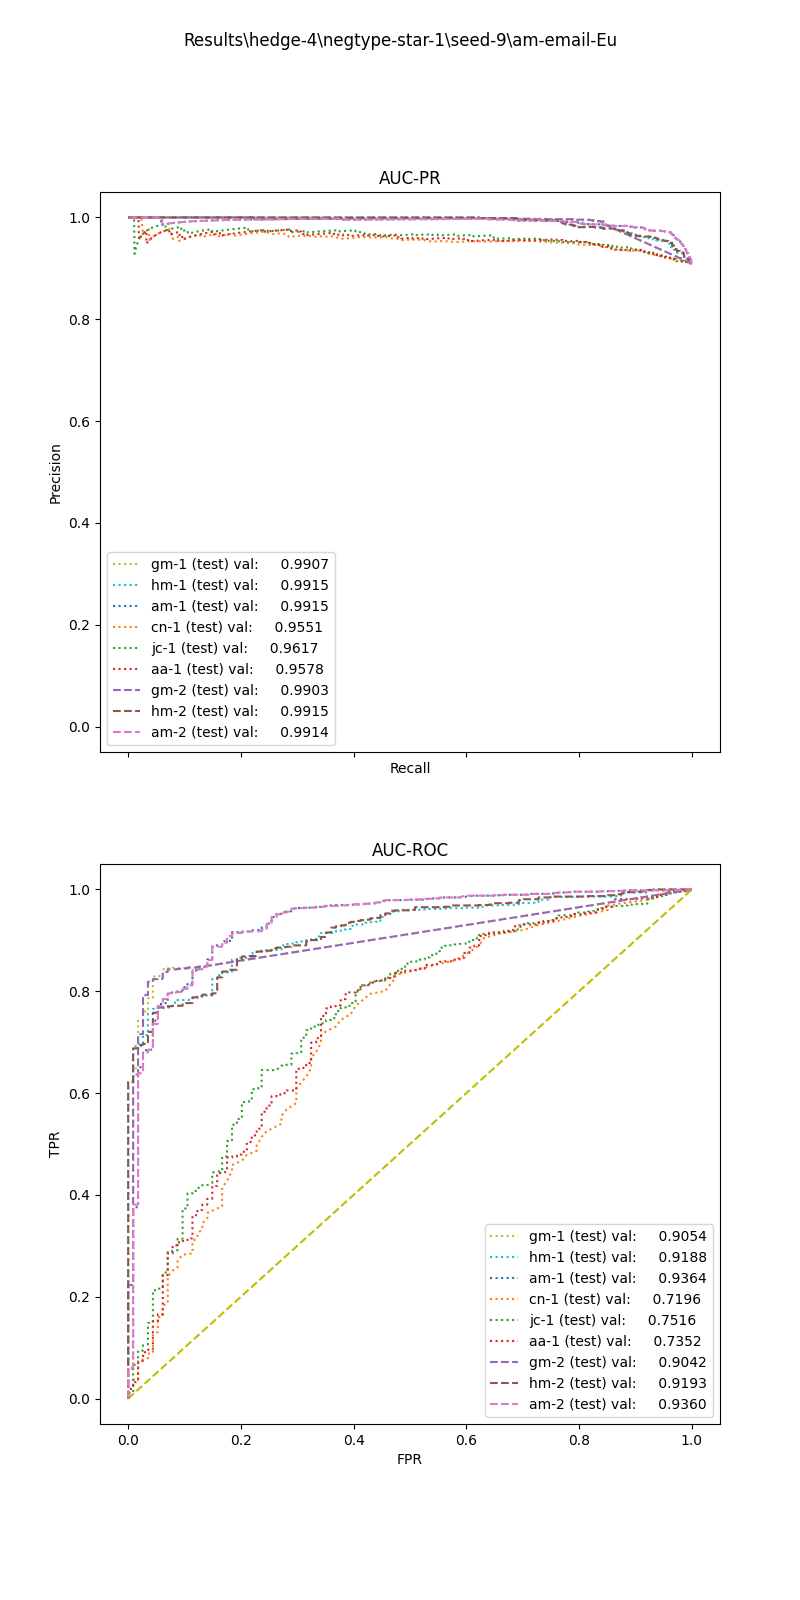 Results\hedge-4\negtype-star-1\seed-9\am-email-Eu
AUC-PR
1.0
0.8
0.6
0.4
0.2
0.0
Precision
gm-1 (test) val: 0.9907
hm-1 (test) val: 0.9915
am-1 (test) val: 0.9915
cn-1 (test) val: 0.9551
jc-1 (test) val: 0.9617
aa-1 (test) val: 0.9578
gm-2 (test) val: 0.9903
hm-2 (test) val: 0.9915
am-2 (test) val: 0.9914
Recall
AUC-ROC
1.0
0.8
0.6
0.4
0.2
0.0
TPR
gm-1 (test) val: 0.9054
hm-1 (test) val: 0.9188
am-1 (test) val: 0.9364
cn-1 (test) val: 0.7196
jc-1 (test) val: 0.7516
aa-1 (test) val: 0.7352
gm-2 (test) val: 0.9042
hm-2 (test) val: 0.9193
am-2 (test) val: 0.9360
0.0 0.2 0.4 0.6 0.8 1.0
FPR